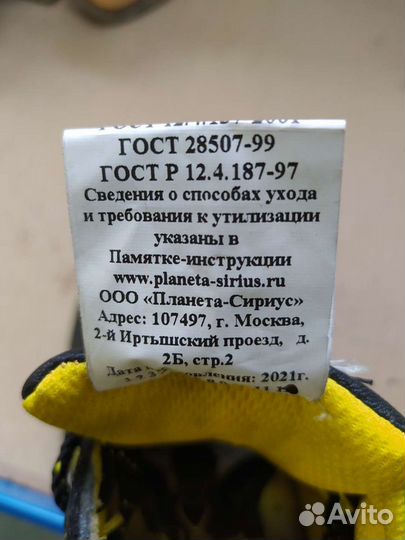 ГОСТ 28507-99
ГОСТ Р 12.4.187-97
Сведения о способах ухода
и требования к утилизации
указаны в
Памятке-инструкции
www.planeta-sirius.ru
ООО «Планета-Сириус»
Адрес: 107497, г. Москва,
2-й Иртышский проезд, д.
2Б, стр.2
Дата 2021г.
Avito